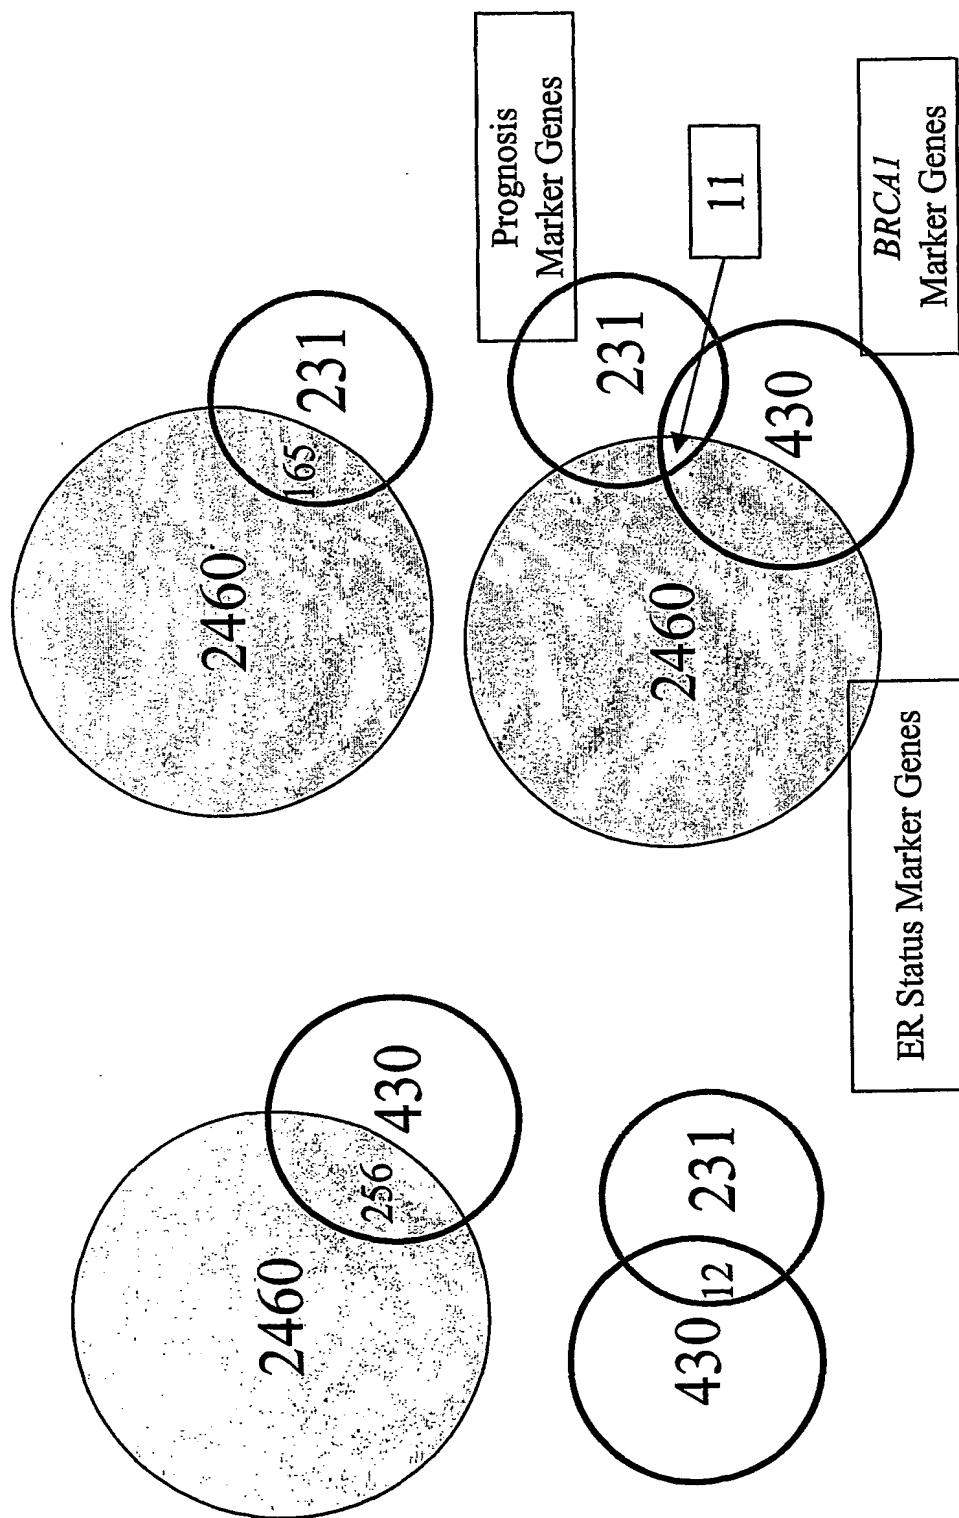 2460
256
430
2460
165
231
430
12
231
2460
231
430
11
Prognosis
Marker Genes
BRCA1
Marker Genes
ER Status Marker Genes